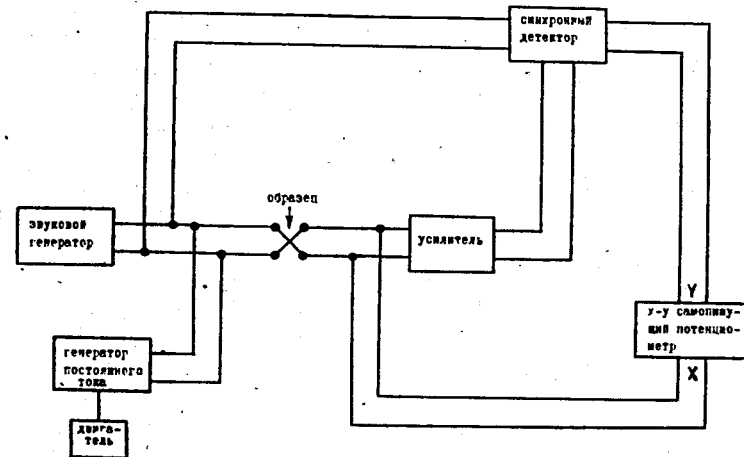 синхронный
детектор
образец
звуковой
генератор
усилитель
Y
х-у самопишу-
щий потенцио-
метр
X
генератор
постоянного
тока
двига-
тель